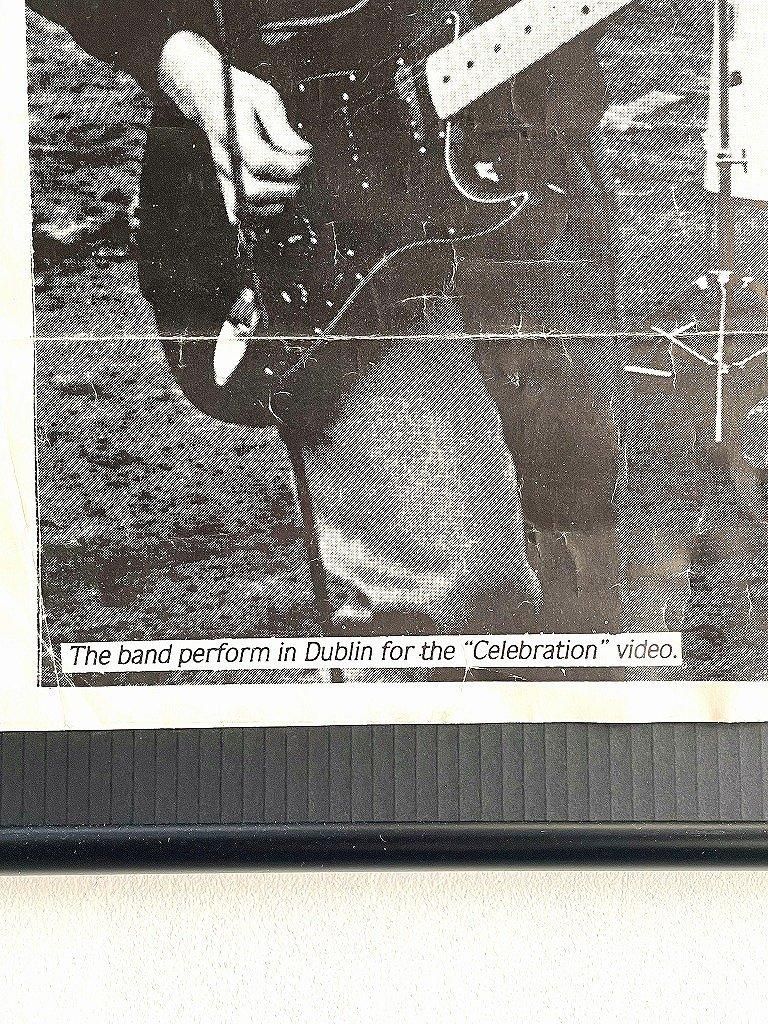 The band perform in Dublin for the “Celebration” video.